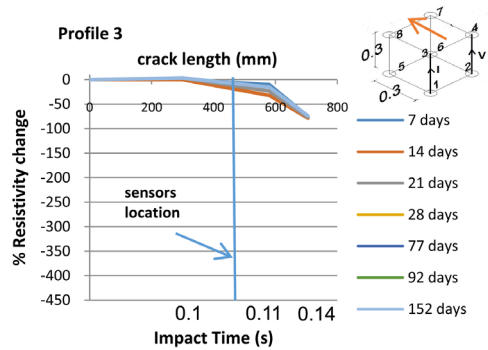 Profile 3
crack length (mm)
0 200 400 600 800
0
-50
-100
-150
-200
-250
-300
-350
-400
-450
% Resistivity change
sensors
location
0.1 0.11 0.14
Impact Time (s)
7
8 4
3 6
5 2
1
I
V
0.3
0.3
7 days
14 days
21 days
28 days
77 days
92 days
152 days